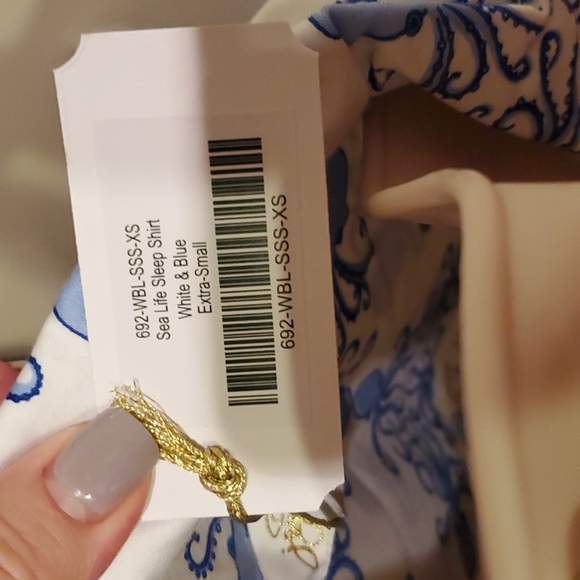 692-WBL-SSS-XS
Sea Life Sleep Shirt
White & Blue
Extra-Small
692-WBL-SSS-XS